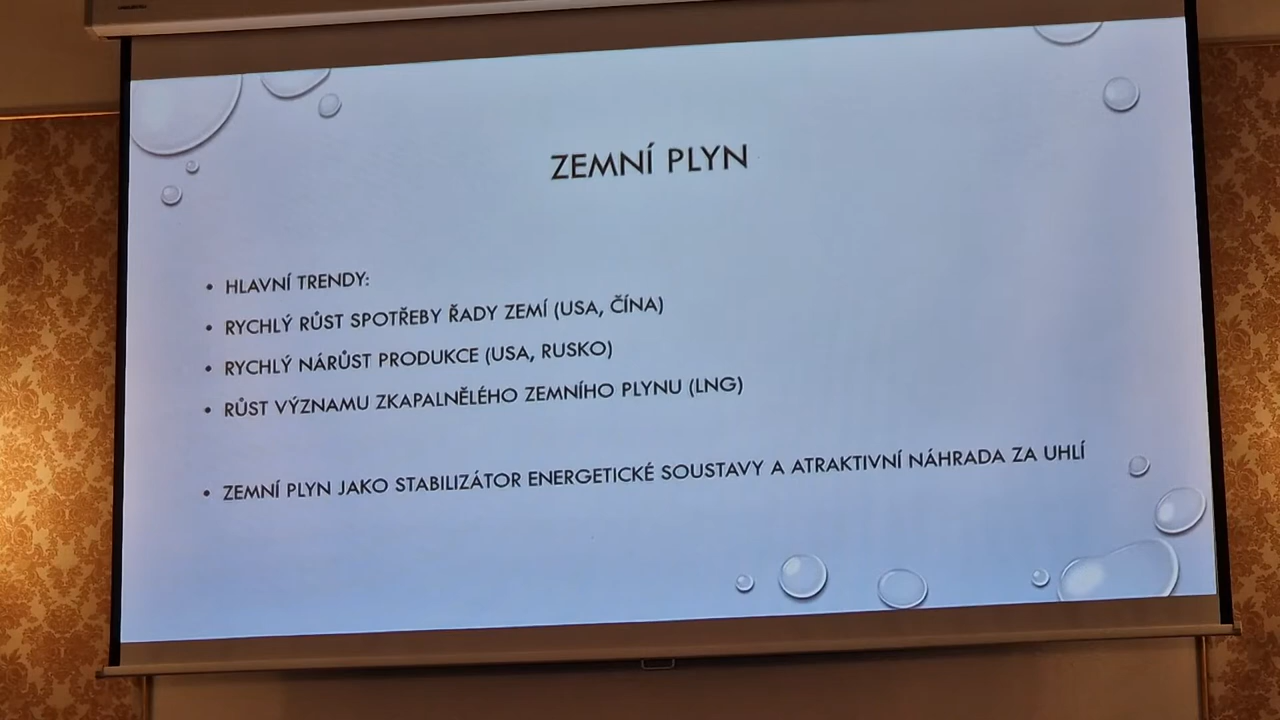 ZEMNÍ PLYN
• HLAVNÍ TRENDY:
• RYCHLÝ RŮST SPOTŘEBY ŘADY ZEMÍ (USA, ČÍNA)
• RYCHLÝ NÁRŮST PRODUKCE (USA, RUSKO)
• RŮST VÝZNAMU ZKAPALNĚLÉHO ZEMNÍHO PLYNU (LNG)
• ZEMNÍ PLYN JAKO STABILIZÁTOR ENERGETICKÉ SOUSTAVY A ATRAKTIVNÍ NÁHRADA ZA UHLÍ